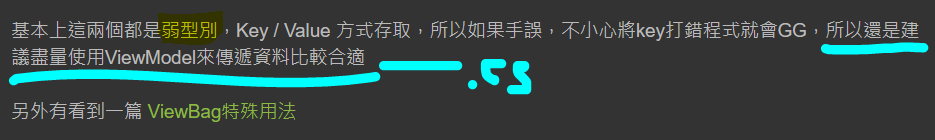 基本上這兩個都是弱型別，Key / Value 方式存取，所以如果手誤，不小心將key打錯程式就會GG，所以還是建
議盡量使用ViewModel來傳遞資料比較合適
另外有看到一篇 ViewBag特殊用法